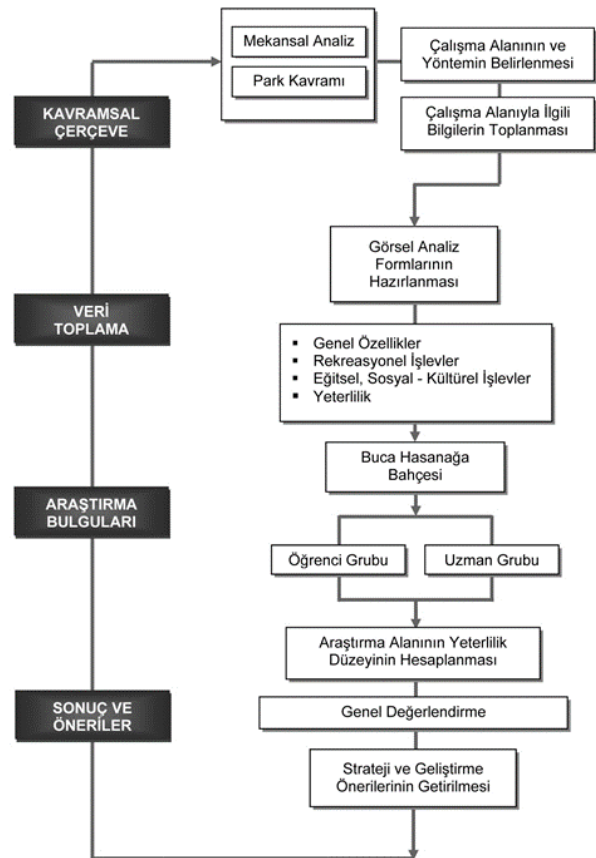 Mekansal Analiz
Park Kavramı
Çalışma Alanının ve
Yöntemin Belirlenmesi
KAVRAMSAL
ÇERÇEVE
Çalışma Alanıyla İlgili
Bilgilerin Toplanması
Görsel Analiz
Formlarının
Hazırlanması
VERİ
TOPLAMA
▪ Genel Özellikler
▪ Rekreasyonel İşlevler
▪ Eğitsel, Sosyal - Kültürel İşlevler
▪ Yeterlilik
Buca Hasanağa
Bahçesi
ARAŞTIRMA
BULGULARI
Öğrenci Grubu
Uzman Grubu
Araştırma Alanının Yeterlilik
Düzeyinin Hesaplanması
SONUÇ VE
ÖNERİLER
Genel Değerlendirme
Strateji ve Geliştirme
Önerilerinin Getirilmesi